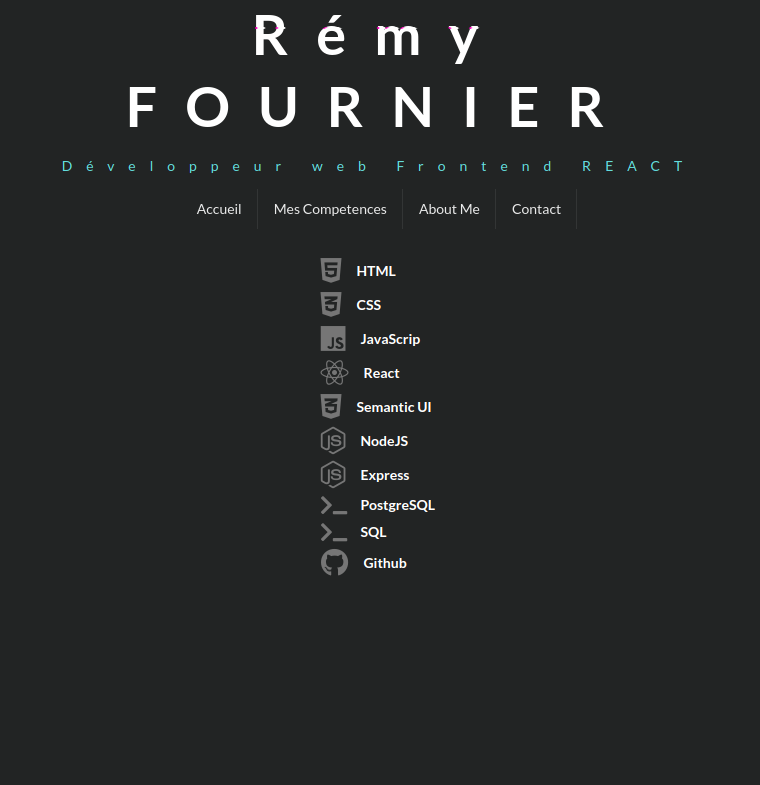 Rémy
FOURNIER
Développeur web Frontend REACT
Accueil Mes Competences About Me Contact
HTML
CSS
JS JavaScrip
React
Semantic UI
JS NodeJS
JS Express
PostgreSQL
SQL
Github